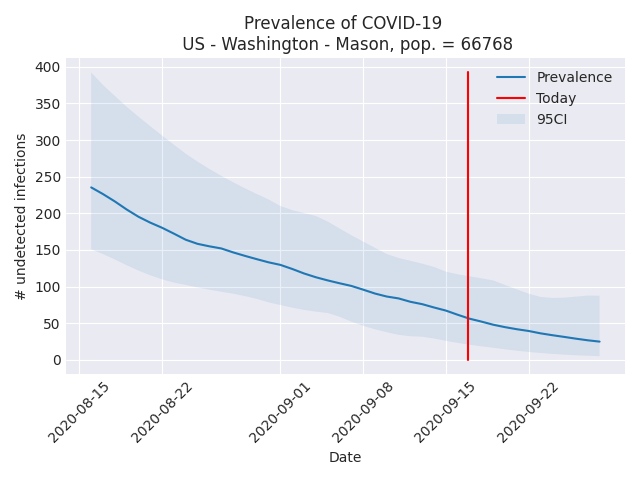 Prevalence of COVID-19
US - Washington - Mason, pop. = 66768
Prevalence
Today
95CI
# undetected infections
400
350
300
250
200
150
100
50
0
2020-08-15
2020-08-22
2020-09-01
2020-09-08
2020-09-15
2020-09-22
Date